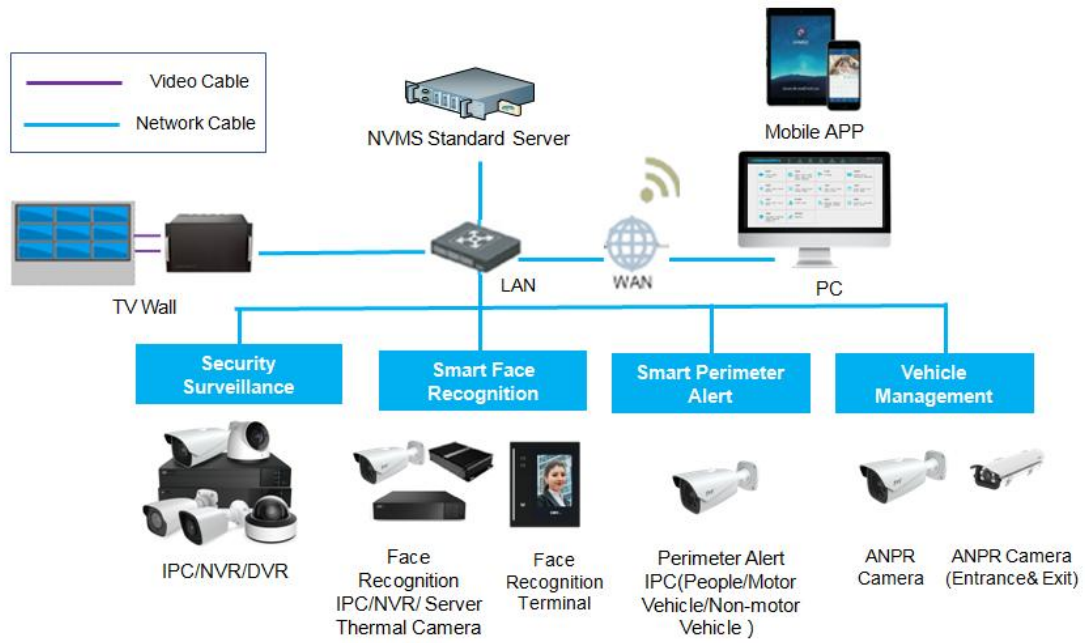 Video Cable
Network Cable
NVMS Standard Server
Mobile APP
TV Wall
LAN
WAN
PC
Security
Surveillance
Smart Face
Recognition
Smart Perimeter
Alert
Vehicle
Management
IPC/NVR/DVR
Face
Recognition
IPC/NVR/ Server
Thermal Camera
Face
Recognition
Terminal
Perimeter Alert
IPC(People/Motor
Vehicle/Non-motor
Vehicle )
ANPR
Camera
ANPR Camera
(Entrance& Exit)